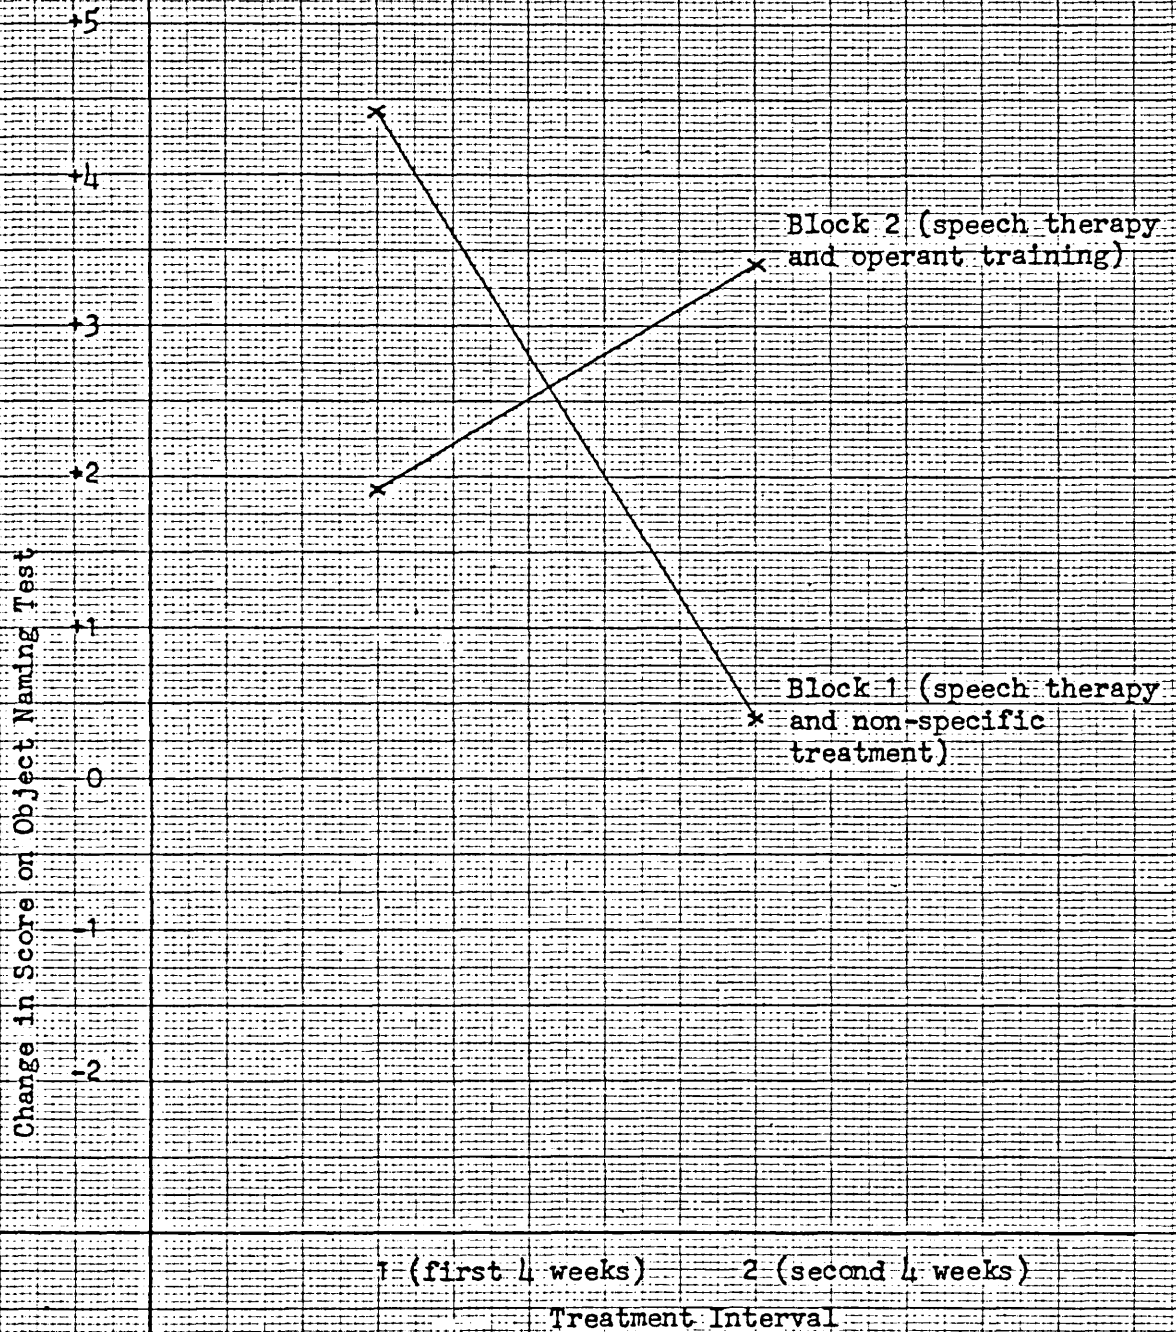 +5
+4
Block 2 (speech therapy
and operant training)
+3
+2
+1
Block 1 (speech therapy
and non-specific
treatment)
0
-1
-2
Change in Score on Object Naming Test
1 (first 4 weeks)
2 (second 4 weeks)
Treatment Interval